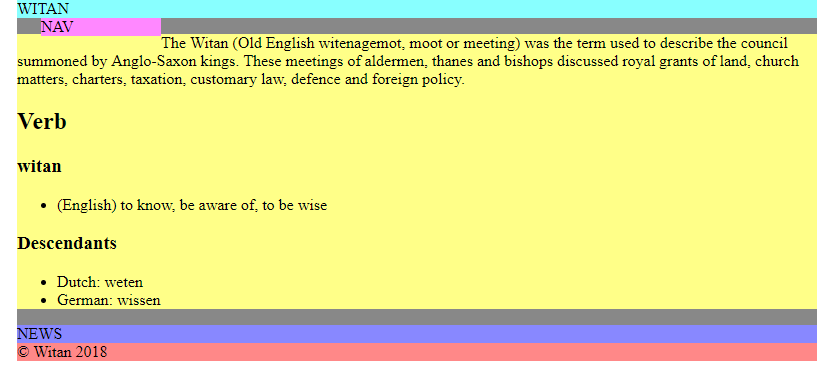 WITAN
NAV
The Witan (Old English witenagemot, moot or meeting) was the term used to describe the council
summoned by Anglo-Saxon kings. These meetings of aldermen, thanes and bishops discussed royal grants of land, church
matters, charters, taxation, customary law, defence and foreign policy.
Verb
witan
• (English) to know, be aware of, to be wise
Descendants
• Dutch: weten
• German: wissen
NEWS
© Witan 2018